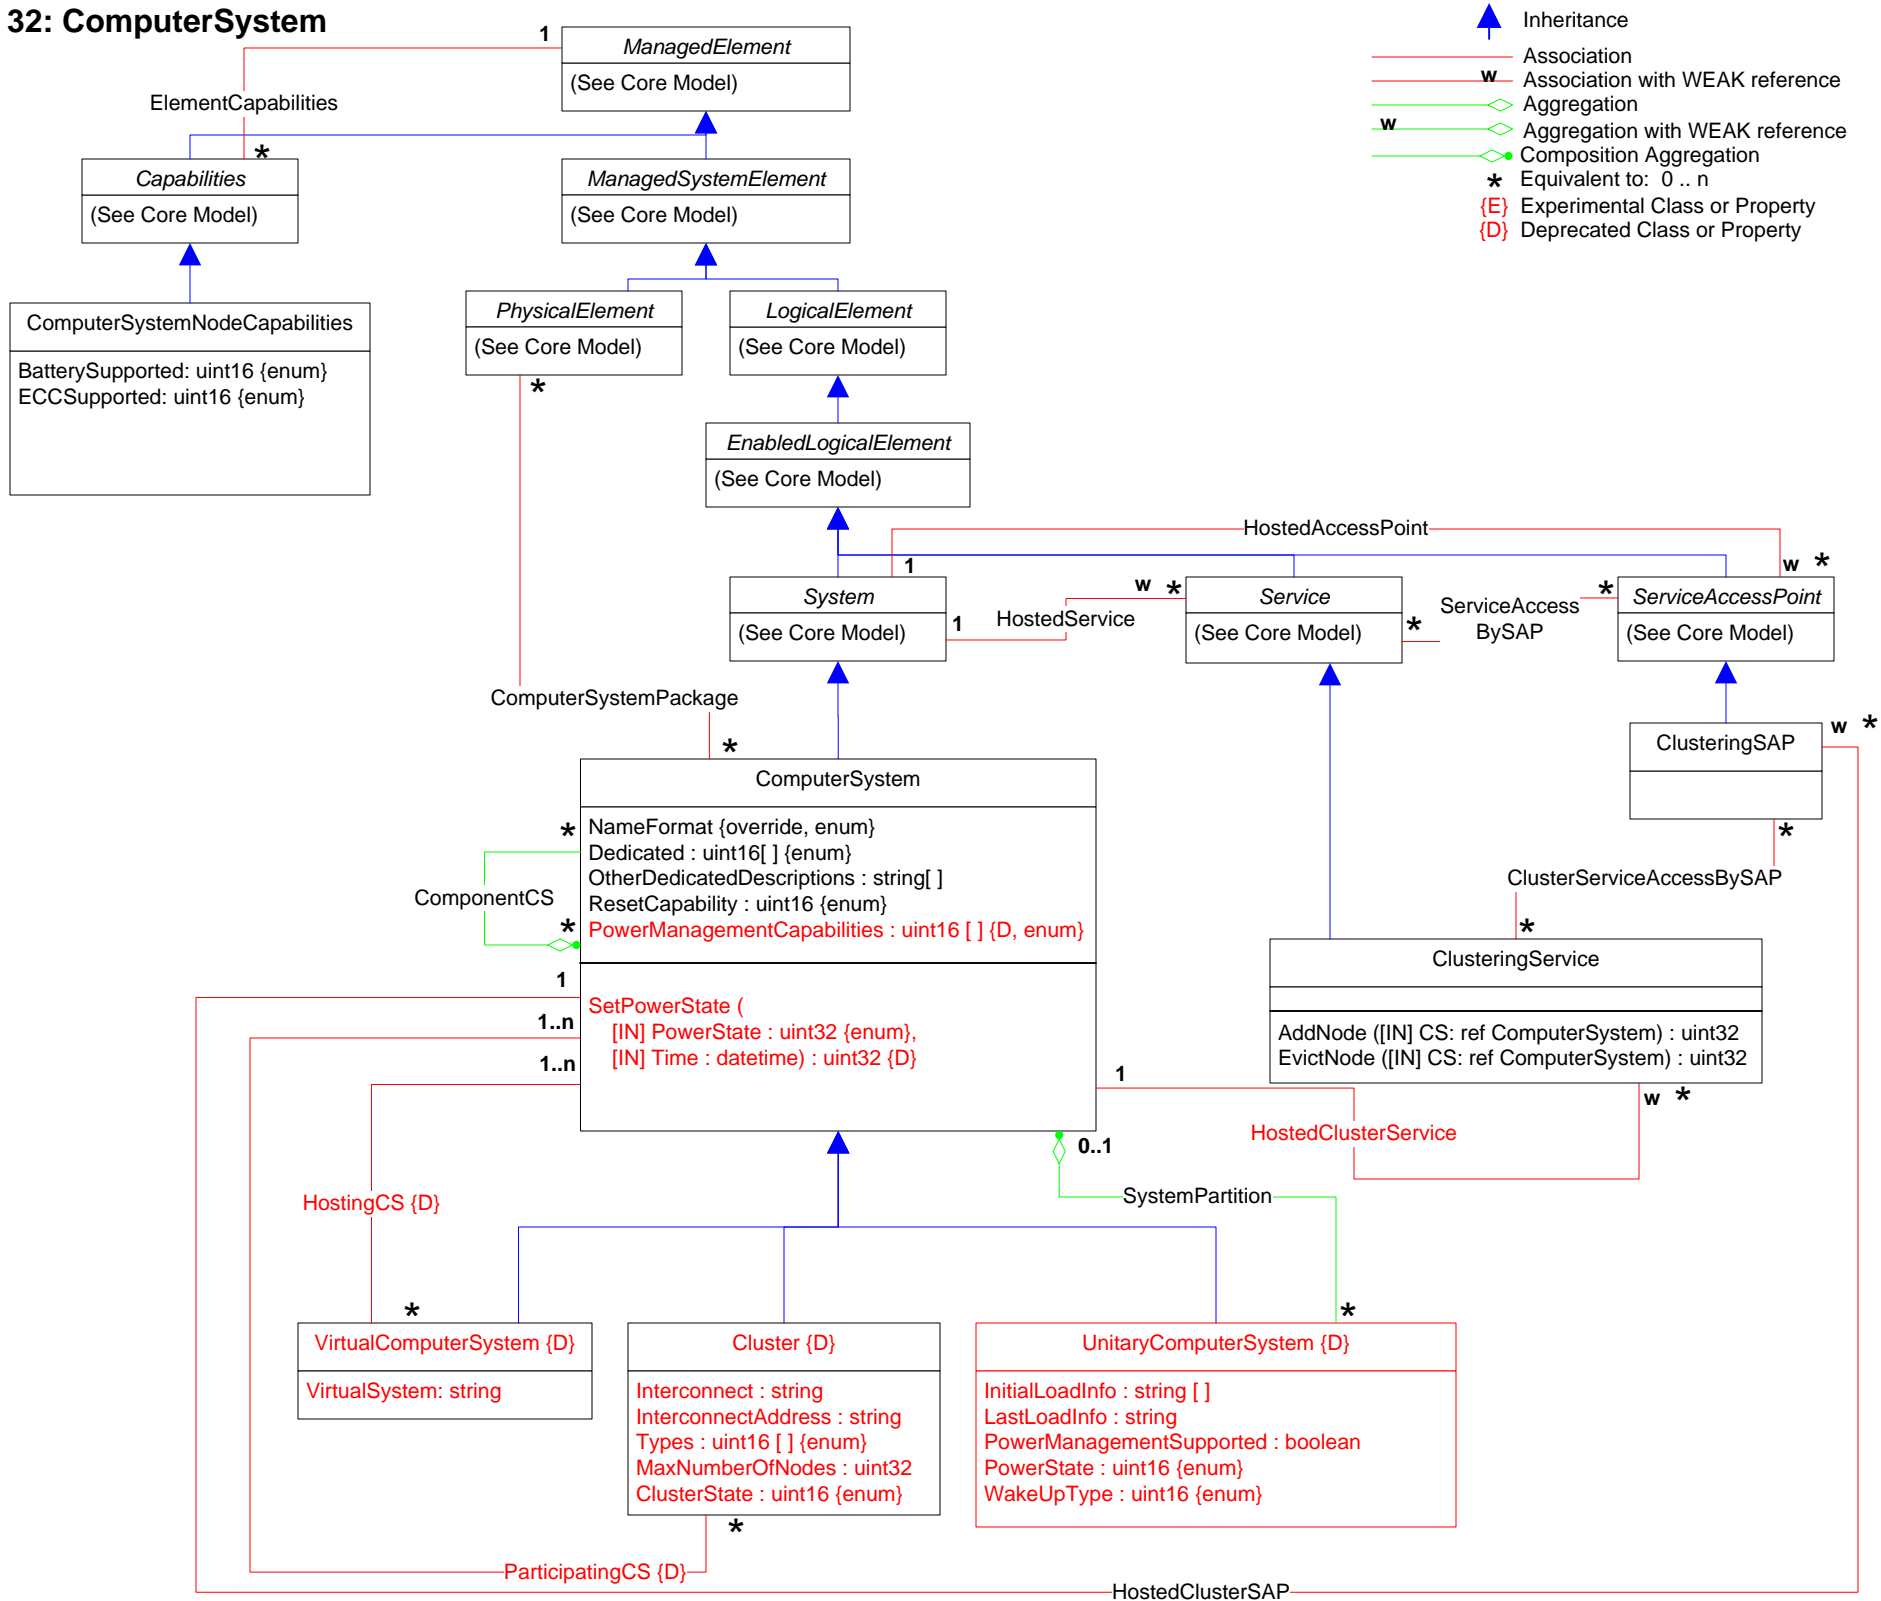 32: ComputerSystem
Inheritance
Association
w
Association with WEAK reference
Aggregation
w
Aggregation with WEAK reference
Composition Aggregation
* Equivalent to: 0 .. n
{E} Experimental Class or Property
{D} Deprecated Class or Property
1
ManagedElement
(See Core Model)
ElementCapabilities
*
Capabilities
(See Core Model)
ManagedSystemElement
(See Core Model)
ComputerSystemNodeCapabilities
BatterySupported: uint16 {enum}
ECCSupported: uint16 {enum}
PhysicalElement
(See Core Model)
*
LogicalElement
(See Core Model)
EnabledLogicalElement
(See Core Model)
HostedAccessPoint
1
w *
System
(See Core Model)
1
HostedService
w *
Service
(See Core Model)
*
ServiceAccess
BySAP
*
ServiceAccessPoint
(See Core Model)
ComputerSystemPackage
*
ClusteringSAP
w *
*
ComputerSystem
NameFormat {override, enum}
Dedicated : uint16[ ] {enum}
OtherDedicatedDescriptions : string[ ]
ResetCapability : uint16 {enum}
PowerManagementCapabilities : uint16 [ ] {D, enum}
SetPowerState (
[IN] PowerState : uint32 {enum},
[IN] Time : datetime) : uint32 {D}
*
ComponentCS
*
1
1..n
1..n
ClusterServiceAccessBySAP
*
ClusteringService
AddNode ([IN] CS: ref ComputerSystem) : uint32
EvictNode ([IN] CS: ref ComputerSystem) : uint32
1
w *
HostedClusterService
0..1
SystemPartition
HostingCS {D}
*
*
VirtualComputerSystem {D}
VirtualSystem: string
Cluster {D}
Interconnect : string
InterconnectAddress : string
Types : uint16 [ ] {enum}
MaxNumberOfNodes : uint32
ClusterState : uint16 {enum}
UnitaryComputerSystem {D}
InitialLoadInfo : string [ ]
LastLoadInfo : string
PowerManagementSupported : boolean
PowerState : uint16 {enum}
WakeUpType : uint16 {enum}
*
ParticipatingCS {D}
HostedClusterSAP